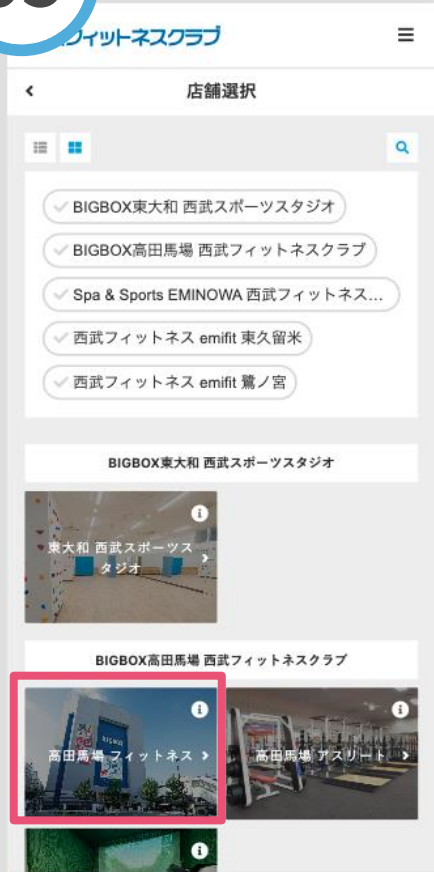 フィットネスクラブ
店舗選択
BIGBOX東大和 西武スポーツスタジオ
BIGBOX高田馬場 西武フィットネスクラブ
Spa & Sports EMINOWA 西武フィットネス...
西武フィットネス emifit 東久留米
西武フィットネス emifit 鷺ノ宮
BIGBOX東大和 西武スポーツスタジオ
東大和 西武スポーツス
タジオ
BIGBOX高田馬場 西武フィットネスクラブ
BIGBOX
高田馬場 フィットネス
高田馬場 アスリート